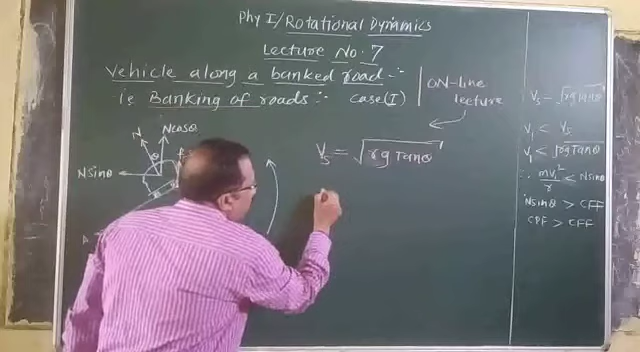 Phy I/Rotational Dynamics
Lecture No. 7
Vehicle along a banked road :-
ie Banking of roads :- case(I)
ON-line
lecture
N
Ncosθ
θ
Nsinθ
f
A
Vs = √rg Tanθ
Vs = √rg Tanθ
V₁ < Vs
V₁ < √rg Tanθ
∴ mv₁²/r < Nsinθ
Nsinθ > CFF
CPF > CFF